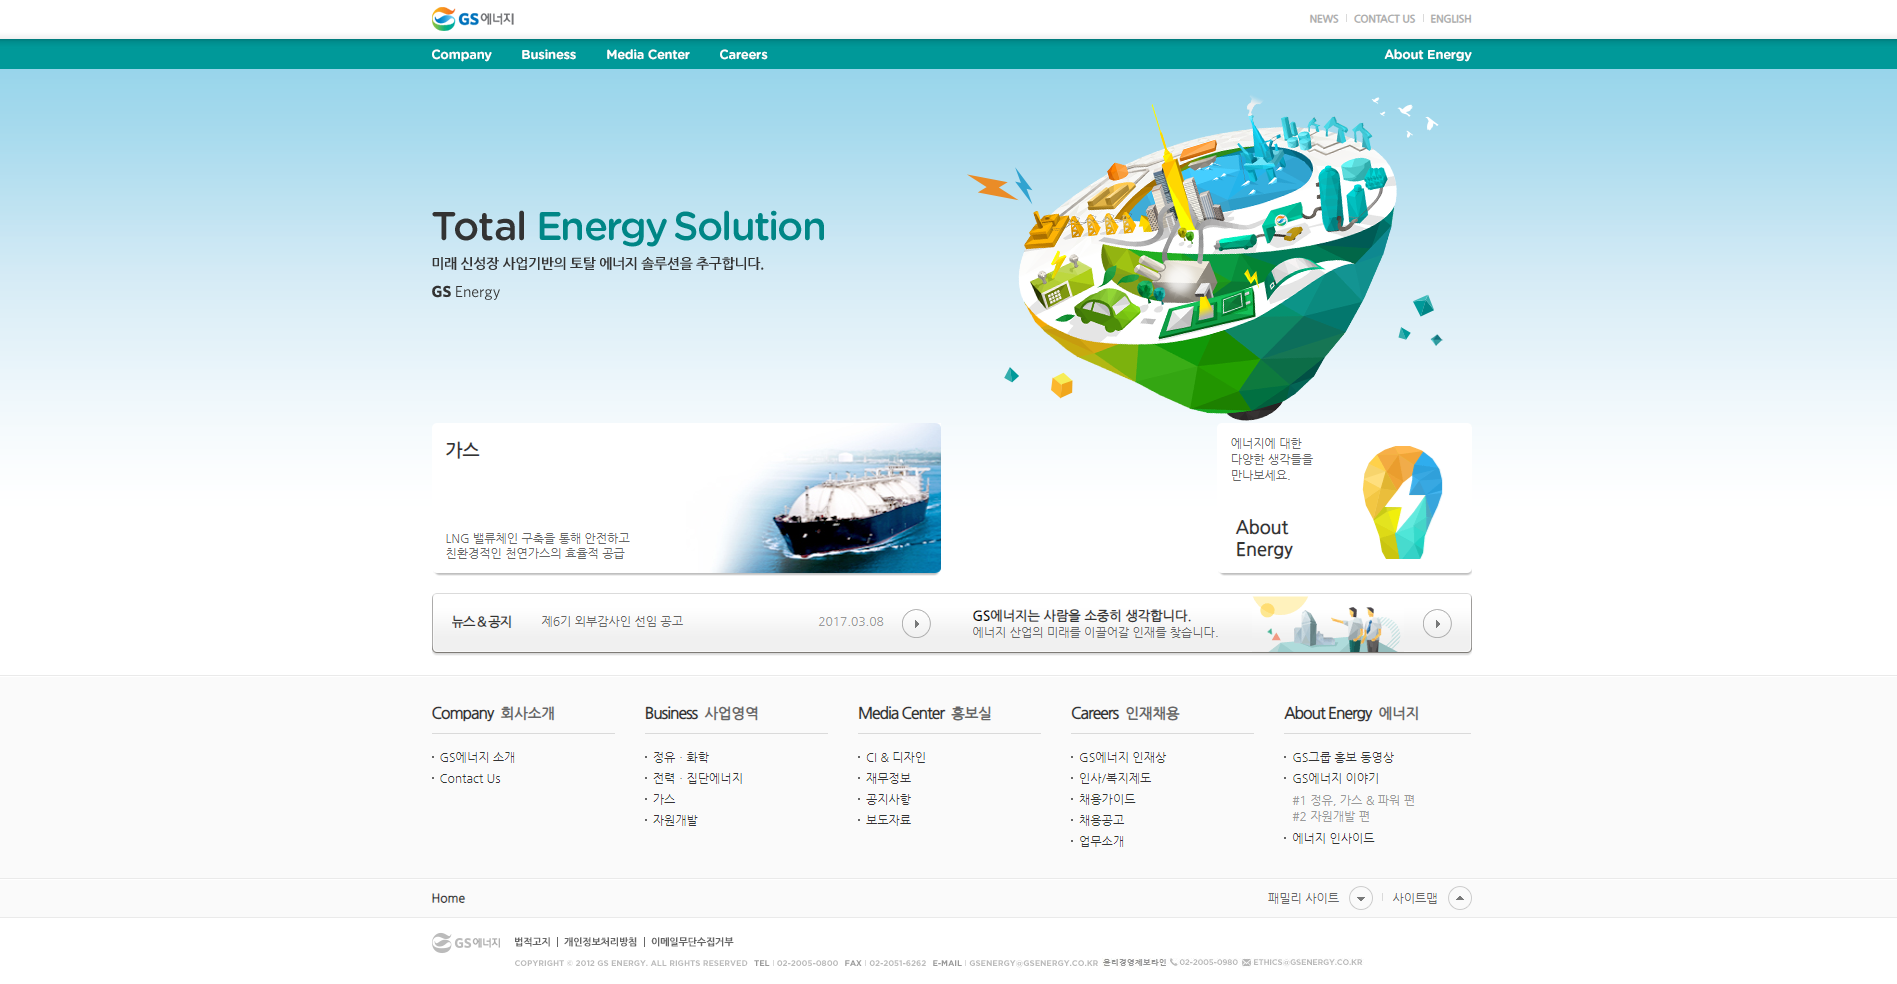 GS에너지
NEWS | CONTACT US | ENGLISH
Company Business Media Center Careers About Energy
Total Energy Solution
미래 신성장 사업기반의 토탈 에너지 솔루션을 추구합니다.
GS Energy
가스
LNG 밸류체인 구축을 통해 안전하고
친환경적인 천연가스의 효율적 공급
에너지에 대한
다양한 생각들을
만나보세요.
About
Energy
뉴스 & 공지 제6기 외부감사인 선임 공고 2017.03.08
GS에너지는 사람을 소중히 생각합니다.
에너지 산업의 미래를 이끌어갈 인재를 찾습니다.
Company 회사소개
· GS에너지 소개
· Contact Us
Business 사업영역
· 정유 · 화학
· 전력 · 집단에너지
· 가스
· 자원개발
Media Center 홍보실
· CI & 디자인
· 재무정보
· 공지사항
· 보도자료
Careers 인재채용
· GS에너지 인재상
· 인사/복지제도
· 채용가이드
· 채용공고
· 업무소개
About Energy 에너지
· GS그룹 홍보 동영상
· GS에너지 이야기
#1 정유, 가스 & 파워 편
#2 자원개발 편
· 에너지 인사이드
Home 패밀리 사이트 | 사이트맵
GS에너지 법적고지 | 개인정보처리방침 | 이메일무단수집거부
COPYRIGHT © 2012 GS ENERGY. ALL RIGHTS RESERVED TEL | 02-2005-0800 FAX | 02-2051-6262 E-MAIL | GSENERGY@GSENERGY.CO.KR 윤리경영제보라인 02-2005-0980 ETHICS@GSENERGY.CO.KR